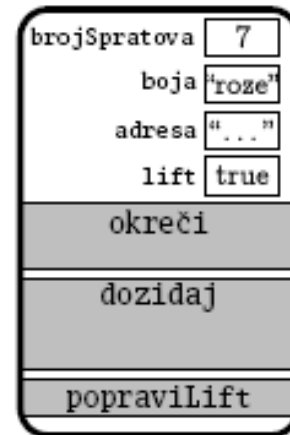 brojSpratova 7
boja “roze”
adresa “...”
lift true
okreči
dozidaj
popraviLift